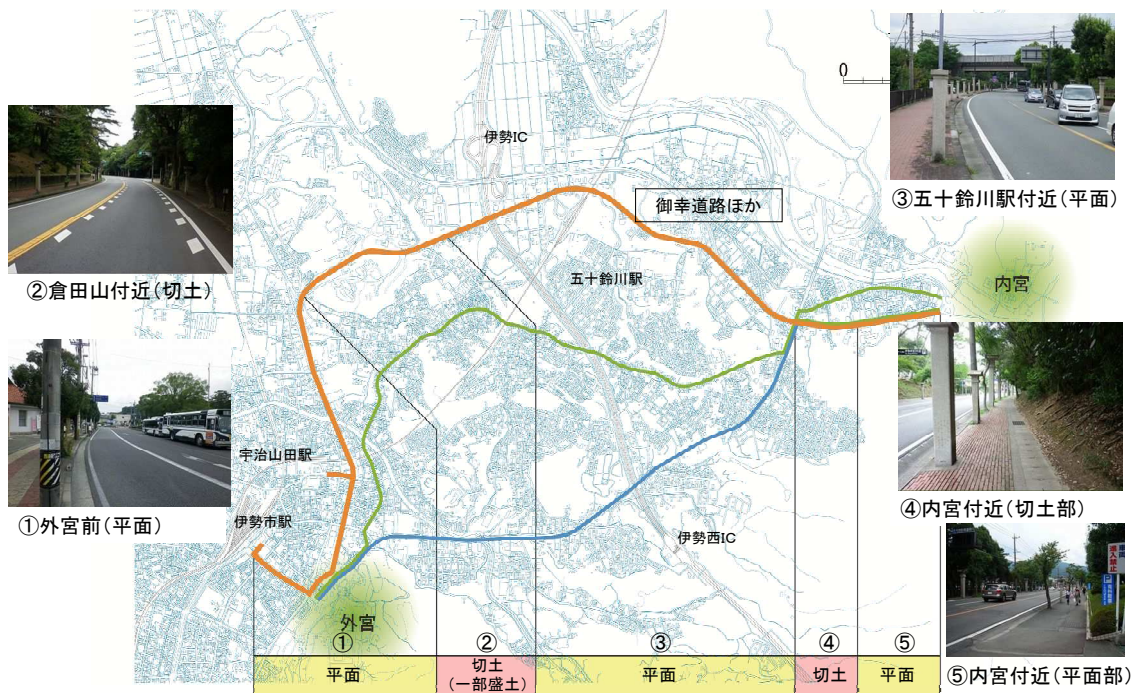 0
伊勢IC
御幸道路ほか
③五十鈴川駅付近(平面)
②倉田山付近(切土)
五十鈴川駅
内宮
宇治山田駅
伊勢市駅
伊勢西IC
①外宮前(平面)
④内宮付近(切土部)
外宮
①
②
③
④
⑤
平面
切土
(一部盛土)
平面
切土
平面
進入禁止
⑤内宮付近(平面部)